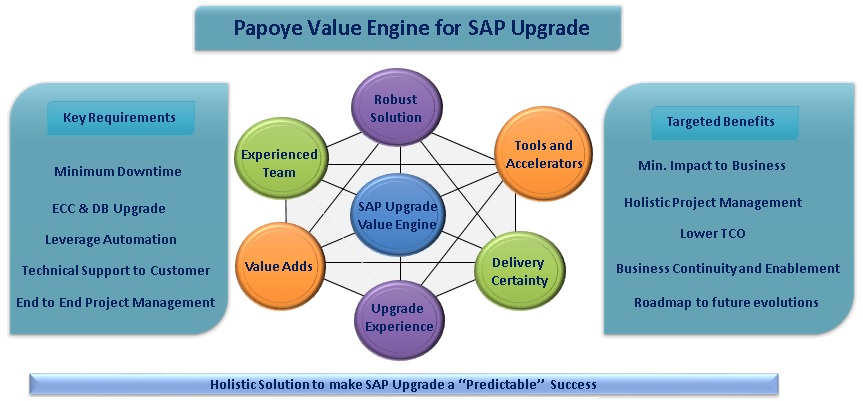 Papoye Value Engine for SAP Upgrade
Key Requirements
Minimum Downtime
ECC & DB Upgrade
Leverage Automation
Technical Support to Customer
End to End Project Management
Robust
Solution
Experienced
Team
Tools and
Accelerators
SAP Upgrade
Value Engine
Value Adds
Delivery
Certainty
Upgrade
Experience
Targeted Benefits
Min. Impact to Business
Holistic Project Management
Lower TCO
Business Continuity and Enablement
Roadmap to future evolutions
Holistic Solution to make SAP Upgrade a “Predictable” Success